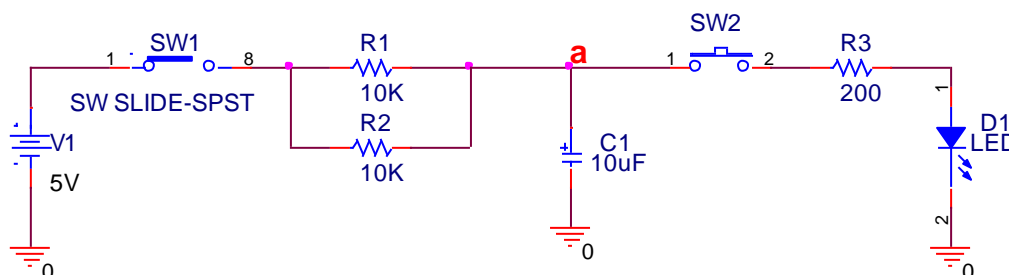 SW1
1
8
SW SLIDE-SPST
R1
10K
R2
10K
a
SW2
1
2
R3
200
V1
5V
C1
10uF
1
D1
LED
2
0
0
0